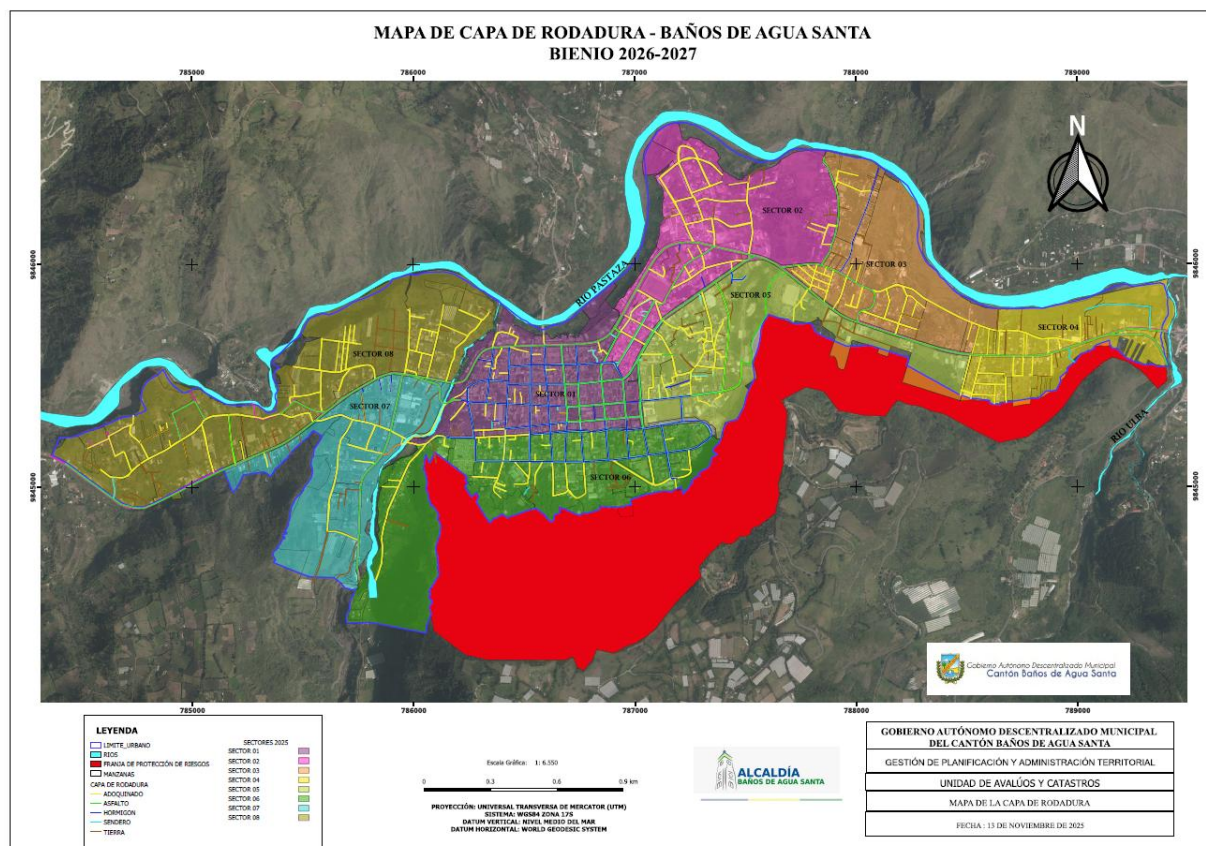 MAPA DE CAPA DE RODADURA - BAÑOS DE AGUA SANTA
BIENIO 2026-2027
785000
786000
787000
788000
789000
N
9846000
9846000
SECTOR 02
SECTOR 03
RIO PASTAZA
SECTOR 05
SECTOR 04
SECTOR 08
SECTOR 07
SECTOR 01
RIO ULBA
SECTOR 06
9845000
9845000
Gobierno Autónomo Descentralizado Municipal
Cantón Baños de Agua Santa
785000
786000
787000
788000
789000
LEYENDA
LIMITE_URBANO
RIOS
FRANJA DE PROTECCIÓN DE RIESGOS
MANZANAS
CAPA DE RODADURA
ADOQUINADO
ASFALTO
HORMIGON
SENDERO
TIERRA
SECTORES 2025
SECTOR 01
SECTOR 02
SECTOR 03
SECTOR 04
SECTOR 05
SECTOR 06
SECTOR 07
SECTOR 08
Escala Gráfica: 1: 6.550
0 0.3 0.6 0.9 km
PROYECCIÓN: UNIVERSAL TRANSVERSA DE MERCATOR (UTM)
SISTEMA: WGS84 ZONA 17S
DATUM VERTICAL: NIVEL MEDIO DEL MAR
DATUM HORIZONTAL: WORLD GEODESIC SYSTEM
ALCALDÍA
BAÑOS DE AGUA SANTA
GOBIERNO AUTÓNOMO DESCENTRALIZADO MUNICIPAL
DEL CANTÓN BAÑOS DE AGUA SANTA
GESTIÓN DE PLANIFICACIÓN Y ADMINISTRACIÓN TERRITORIAL
UNIDAD DE AVALÚOS Y CATASTROS
MAPA DE LA CAPA DE RODADURA
FECHA : 13 DE NOVIEMBRE DE 2025